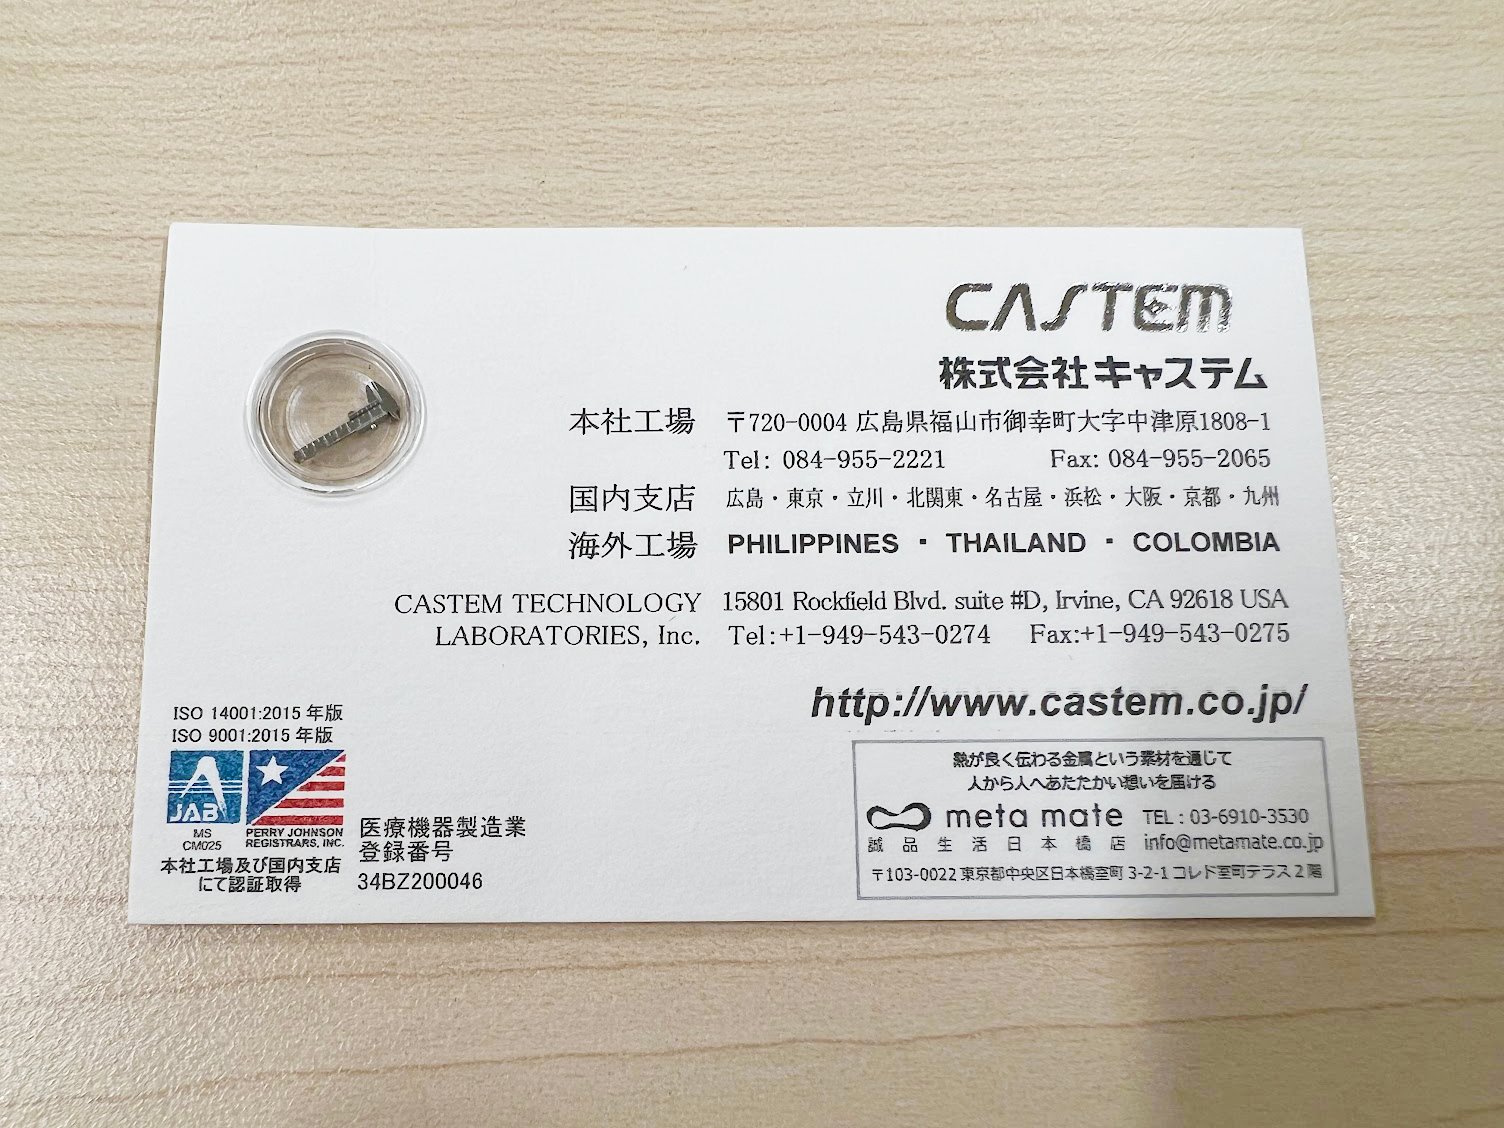 CASTEM
株式会社キャステム
本社工場 〒720-0004 広島県福山市御幸町大字中津原1808-1
Tel: 084-955-2221 Fax: 084-955-2065
国内支店 広島・東京・立川・北関東・名古屋・浜松・大阪・京都・九州
海外工場 PHILIPPINES ・ THAILAND ・ COLOMBIA
CASTEM TECHNOLOGY 15801 Rockfield Blvd. suite #D, Irvine, CA 92618 USA
LABORATORIES, Inc. Tel:+1-949-543-0274 Fax:+1-949-543-0275
http://www.castem.co.jp/
ISO 14001:2015 年版
ISO 9001:2015 年版
JAB
MS
CM025
PERRY JOHNSON
REGISTRARS, INC.
本社工場及び国内支店
にて認証取得
医療機器製造業
登録番号
34BZ200046
熱が良く伝わる金属という素材を通じて
人から人へあたたかい想いを届ける
meta mate TEL : 03-6910-3530
誠品生活日本橋店 info@metamate.co.jp
〒103-0022 東京都中央区日本橋室町 3-2-1 コレド室町テラス 2 階